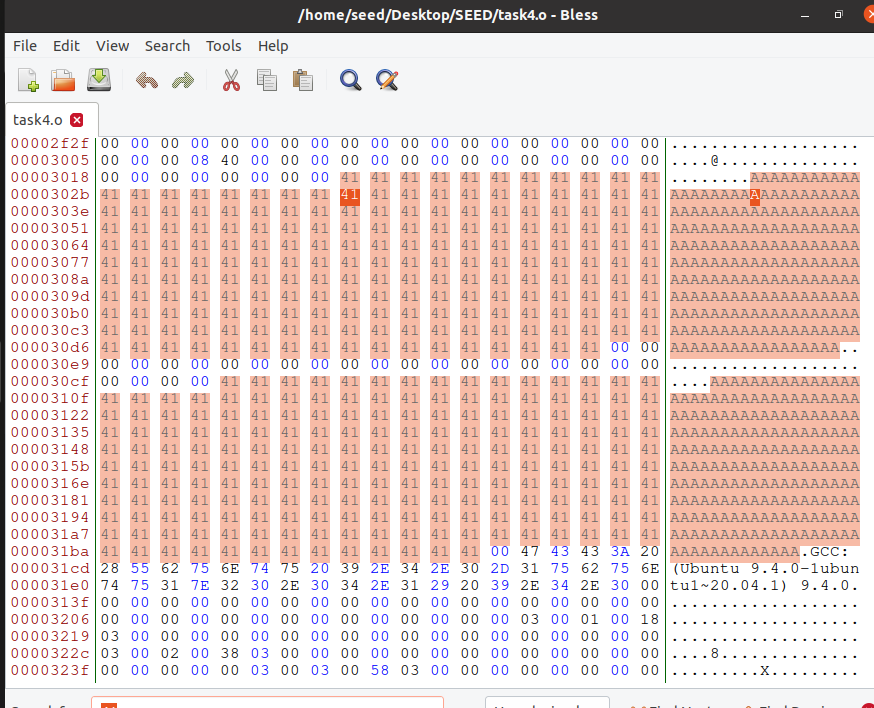 /home/seed/Desktop/SEED/task4.o - Bless
File Edit View Search Tools Help
task4.o
00002f2f 00 00 00 00 00 00 00 00 00 00 00 00 00 00 00 00 00 00 00 ...................
00003005 00 00 00 08 40 00 00 00 00 00 00 00 00 00 00 00 00 00 00 ....@..............
00003018 00 00 00 00 00 00 00 00 41 41 41 41 41 41 41 41 41 41 41 ........AAAAAAAAAAA
0000302b 41 41 41 41 41 41 41 41 41 41 41 41 41 41 41 41 41 41 41 AAAAAAAAAAAAAAAAAAA
0000303e 41 41 41 41 41 41 41 41 41 41 41 41 41 41 41 41 41 41 41 AAAAAAAAAAAAAAAAAAA
00003051 41 41 41 41 41 41 41 41 41 41 41 41 41 41 41 41 41 41 41 AAAAAAAAAAAAAAAAAAA
00003064 41 41 41 41 41 41 41 41 41 41 41 41 41 41 41 41 41 41 41 AAAAAAAAAAAAAAAAAAA
00003077 41 41 41 41 41 41 41 41 41 41 41 41 41 41 41 41 41 41 41 AAAAAAAAAAAAAAAAAAA
0000308a 41 41 41 41 41 41 41 41 41 41 41 41 41 41 41 41 41 41 41 AAAAAAAAAAAAAAAAAAA
0000309d 41 41 41 41 41 41 41 41 41 41 41 41 41 41 41 41 41 41 41 AAAAAAAAAAAAAAAAAAA
000030b0 41 41 41 41 41 41 41 41 41 41 41 41 41 41 41 41 41 41 41 AAAAAAAAAAAAAAAAAAA
000030c3 41 41 41 41 41 41 41 41 41 41 41 41 41 41 41 41 41 41 41 AAAAAAAAAAAAAAAAAAA
000030d6 41 41 41 41 41 41 41 41 41 41 41 41 41 41 41 41 41 00 00 AAAAAAAAAAAAAAAAA..
000030e9 00 00 00 00 00 00 00 00 00 00 00 00 00 00 00 00 00 00 00 ...................
000030cf 00 00 00 00 41 41 41 41 41 41 41 41 41 41 41 41 41 41 41 ....AAAAAAAAAAAAAAA
0000310f 41 41 41 41 41 41 41 41 41 41 41 41 41 41 41 41 41 41 41 AAAAAAAAAAAAAAAAAAA
00003122 41 41 41 41 41 41 41 41 41 41 41 41 41 41 41 41 41 41 41 AAAAAAAAAAAAAAAAAAA
00003135 41 41 41 41 41 41 41 41 41 41 41 41 41 41 41 41 41 41 41 AAAAAAAAAAAAAAAAAAA
00003148 41 41 41 41 41 41 41 41 41 41 41 41 41 41 41 41 41 41 41 AAAAAAAAAAAAAAAAAAA
0000315b 41 41 41 41 41 41 41 41 41 41 41 41 41 41 41 41 41 41 41 AAAAAAAAAAAAAAAAAAA
0000316e 41 41 41 41 41 41 41 41 41 41 41 41 41 41 41 41 41 41 41 AAAAAAAAAAAAAAAAAAA
00003181 41 41 41 41 41 41 41 41 41 41 41 41 41 41 41 41 41 41 41 AAAAAAAAAAAAAAAAAAA
00003194 41 41 41 41 41 41 41 41 41 41 41 41 41 41 41 41 41 41 41 AAAAAAAAAAAAAAAAAAA
000031a7 41 41 41 41 41 41 41 41 41 41 41 41 41 41 41 41 41 41 41 AAAAAAAAAAAAAAAAAAA
000031ba 41 41 41 41 41 41 41 41 41 41 41 41 41 00 47 43 43 3A 20 AAAAAAAAAAAAA.GCC:
000031cd 28 55 62 75 6E 74 75 20 39 2E 34 2E 30 2D 31 75 62 75 6E (Ubuntu 9.4.0-1ubun
000031e0 74 75 31 7E 32 30 2E 30 34 2E 31 29 20 39 2E 34 2E 30 00 tu1~20.04.1) 9.4.0.
0000313f 00 00 00 00 00 00 00 00 00 00 00 00 00 00 00 00 00 00 00 ...................
00003206 00 00 00 00 00 00 00 00 00 00 00 00 00 00 03 00 01 00 18 ...................
00003219 03 00 00 00 00 00 00 00 00 00 00 00 00 00 00 00 00 00 00 ...................
0000322c 03 00 02 00 38 03 00 00 00 00 00 00 00 00 00 00 00 00 00 ....8..............
0000323f 00 00 00 00 00 03 00 03 00 58 03 00 00 00 00 00 00 00 00 .........X.........